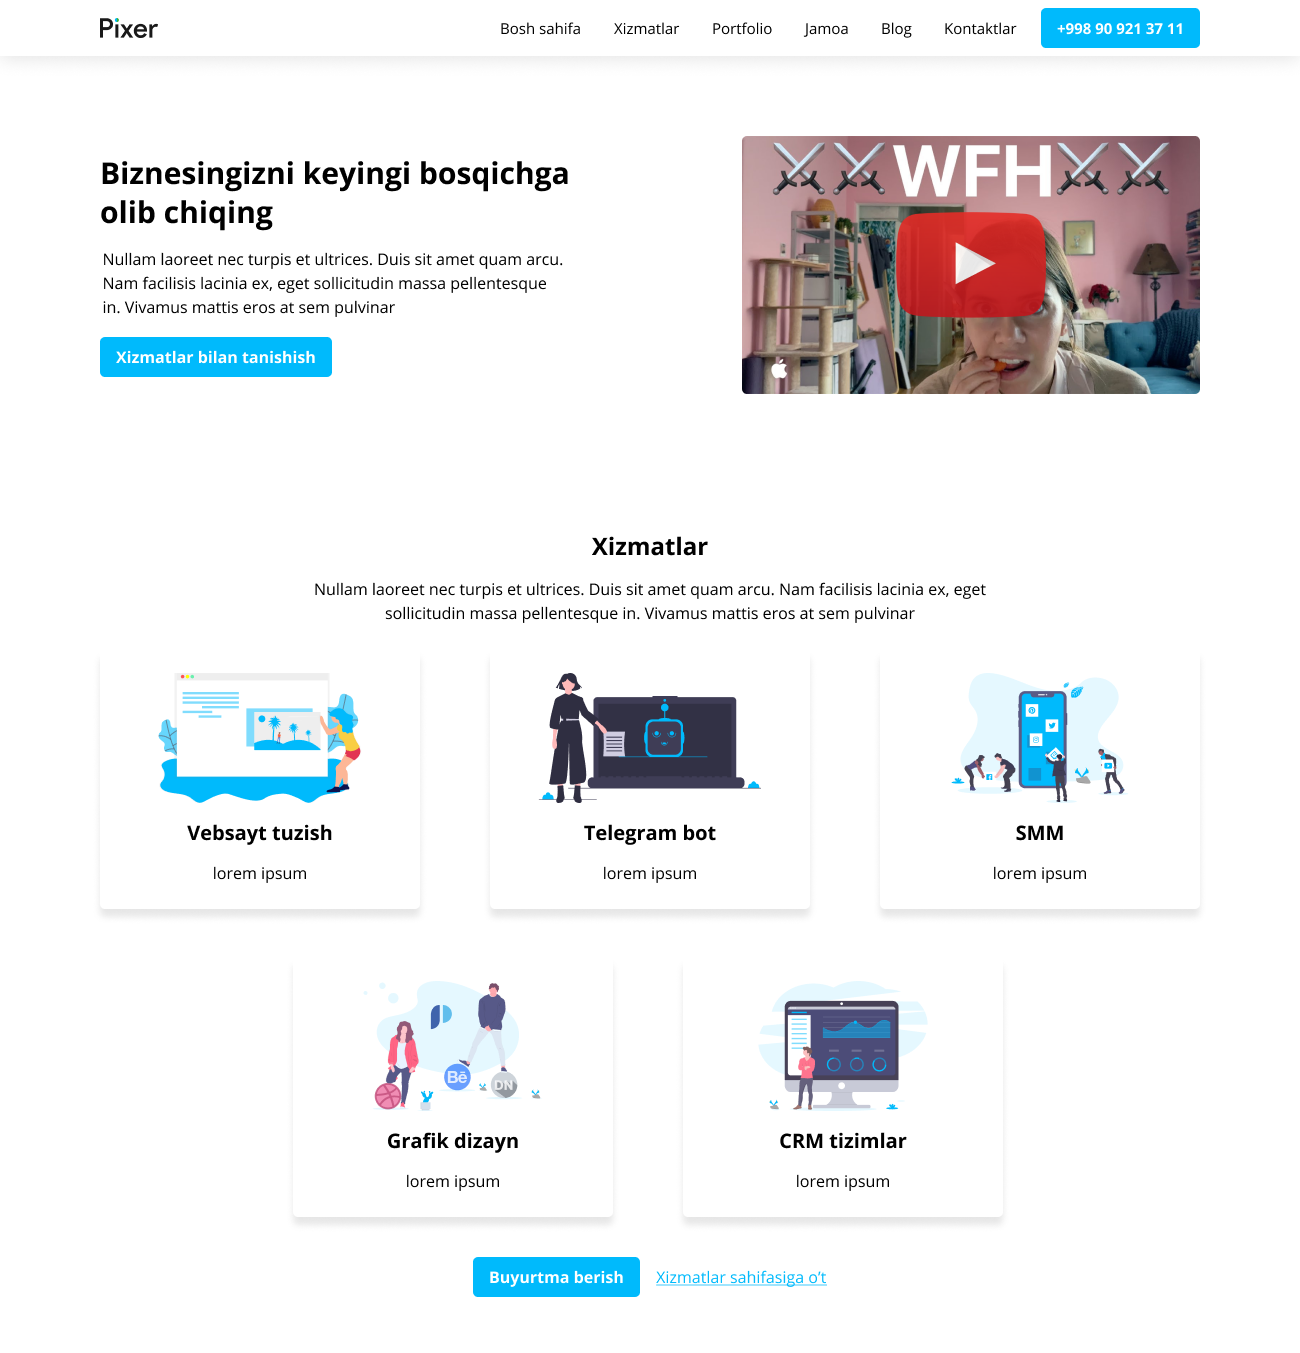 Pixer
Bosh sahifa
Xizmatlar
Portfolio
Jamoa
Blog
Kontaktlar
+998 90 921 37 11
Biznesingizni keyingi bosqichga
olib chiqing
Nullam laoreet nec turpis et ultrices. Duis sit amet quam arcu.
Nam facilisis lacinia ex, eget sollicitudin massa pellentesque
in. Vivamus mattis eros at sem pulvinar
Xizmatlar bilan tanishish
WFH
Xizmatlar
Nullam laoreet nec turpis et ultrices. Duis sit amet quam arcu. Nam facilisis lacinia ex, eget
sollicitudin massa pellentesque in. Vivamus mattis eros at sem pulvinar
Vebsayt tuzish
lorem ipsum
Telegram bot
lorem ipsum
SMM
lorem ipsum
Bē
DN
Grafik dizayn
lorem ipsum
CRM tizimlar
lorem ipsum
Buyurtma berish
Xizmatlar sahifasiga o’t